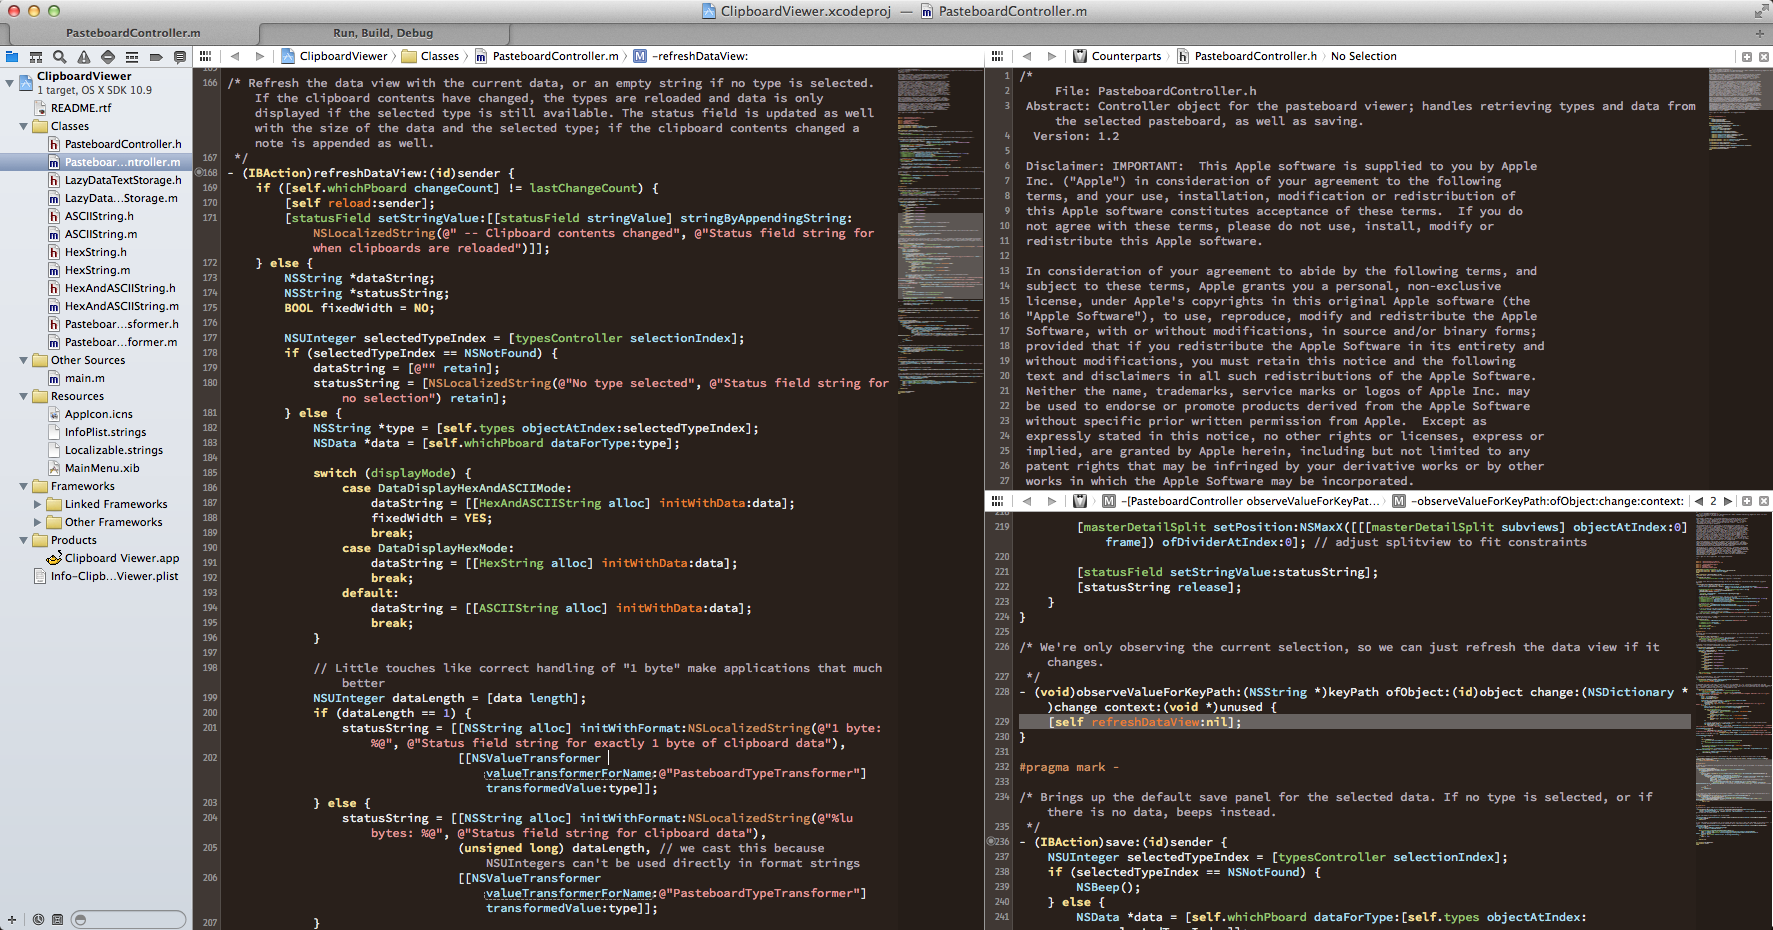 ClipboardViewer.xcodeproj — PasteboardController.m
PasteboardController.m
Run, Build, Debug
ClipboardViewer
1 target, OS X SDK 10.9
README.rtf
Classes
PasteboardController.h
Pasteboar...ntroller.m
LazyDataTextStorage.h
LazyData...Storage.m
ASCIIString.h
ASCIIString.m
HexString.h
HexString.m
HexAndASCIIString.h
HexAndASCIIString.m
Pasteboar...sformer.h
Pasteboar...former.m
Other Sources
main.m
Resources
AppIcon.icns
InfoPlist.strings
Localizable.strings
MainMenu.xib
Frameworks
Linked Frameworks
Other Frameworks
Products
Clipboard Viewer.app
Info-Clipb...Viewer.plist
ClipboardViewer Classes PasteboardController.m M -refreshDataView:
166 /* Refresh the data view with the current data, or an empty string if no type is selected.
If the clipboard contents have changed, the types are reloaded and data is only
displayed if the selected type is still available. The status field is updated as well
with the size of the data and the selected type; if the clipboard contents changed a
note is appended as well.
167 */
168 - (IBAction)refreshDataView:(id)sender {
169 if ([self.whichPboard changeCount] != lastChangeCount) {
170 [self reload:sender];
171 [statusField setStringValue:[[statusField stringValue] stringByAppendingString:
NSLocalizedString(@" -- Clipboard contents changed", @"Status field string for
when clipboards are reloaded")]];
172 } else {
173 NSString *dataString;
174 NSString *statusString;
175 BOOL fixedWidth = NO;
176
177 NSUInteger selectedTypeIndex = [typesController selectionIndex];
178 if (selectedTypeIndex == NSNotFound) {
179 dataString = [@"" retain];
180 statusString = [NSLocalizedString(@"No type selected", @"Status field string for
no selection") retain];
181 } else {
182 NSString *type = [self.types objectAtIndex:selectedTypeIndex];
183 NSData *data = [self.whichPboard dataForType:type];
184
185 switch (displayMode) {
186 case DataDisplayHexAndASCIIMode:
187 dataString = [[HexAndASCIIString alloc] initWithData:data];
188 fixedWidth = YES;
189 break;
190 case DataDisplayHexMode:
191 dataString = [[HexString alloc] initWithData:data];
192 break;
193 default:
194 dataString = [[ASCIIString alloc] initWithData:data];
195 break;
196 }
197
198 // Little touches like correct handling of "1 byte" make applications that much
better
199 NSUInteger dataLength = [data length];
200 if (dataLength == 1) {
201 statusString = [[NSString alloc] initWithFormat:NSLocalizedString(@"1 byte:
%@", @"Status field string for exactly 1 byte of clipboard data"),
202 [[NSValueTransformer
valueTransformerForName:@"PasteboardTypeTransformer"]
transformedValue:type]];
203 } else {
204 statusString = [[NSString alloc] initWithFormat:NSLocalizedString(@"%lu
bytes: %@", @"Status field string for clipboard data"),
205 (unsigned long) dataLength, // we cast this because
NSUIntegers can't be used directly in format strings
206 [[NSValueTransformer
valueTransformerForName:@"PasteboardTypeTransformer"]
transformedValue:type]];
207 }
Counterparts PasteboardController.h No Selection
1 /*
2 File: PasteboardController.h
3 Abstract: Controller object for the pasteboard viewer; handles retrieving types and data from
the selected pasteboard, as well as saving.
4 Version: 1.2
5
6 Disclaimer: IMPORTANT: This Apple software is supplied to you by Apple
7 Inc. ("Apple") in consideration of your agreement to the following
8 terms, and your use, installation, modification or redistribution of
9 this Apple software constitutes acceptance of these terms. If you do
10 not agree with these terms, please do not use, install, modify or
11 redistribute this Apple software.
12
13 In consideration of your agreement to abide by the following terms, and
14 subject to these terms, Apple grants you a personal, non-exclusive
15 license, under Apple's copyrights in this original Apple software (the
16 "Apple Software"), to use, reproduce, modify and redistribute the Apple
17 Software, with or without modifications, in source and/or binary forms;
18 provided that if you redistribute the Apple Software in its entirety and
19 without modifications, you must retain this notice and the following
20 text and disclaimers in all such redistributions of the Apple Software.
21 Neither the name, trademarks, service marks or logos of Apple Inc. may
22 be used to endorse or promote products derived from the Apple Software
23 without specific prior written permission from Apple. Except as
24 expressly stated in this notice, no other rights or licenses, express or
25 implied, are granted by Apple herein, including but not limited to any
26 patent rights that may be infringed by your derivative works or by other
27 works in which the Apple Software may be incorporated.
M -[PasteboardController observeValueForKeyPat... M -observeValueForKeyPath:ofObject:change:context: 2
219 [masterDetailSplit setPosition:NSMaxX([[[masterDetailSplit subviews] objectAtIndex:0]
frame]) ofDividerAtIndex:0]; // adjust splitview to fit constraints
220
221 [statusField setStringValue:statusString];
222 [statusString release];
223 }
224 }
225
226 /* We're only observing the current selection, so we can just refresh the data view if it
changes.
227 */
228 - (void)observeValueForKeyPath:(NSString *)keyPath ofObject:(id)object change:(NSDictionary *
)change context:(void *)unused {
229 [self refreshDataView:nil];
230 }
231
232 #pragma mark -
233
234 /* Brings up the default save panel for the selected data. If no type is selected, or if
there is no data, beeps instead.
235 */
236 - (IBAction)save:(id)sender {
237 NSUInteger selectedTypeIndex = [typesController selectionIndex];
238 if (selectedTypeIndex == NSNotFound) {
239 NSBeep();
240 } else {
241 NSData *data = [self.whichPboard dataForType:[self.types objectAtIndex: